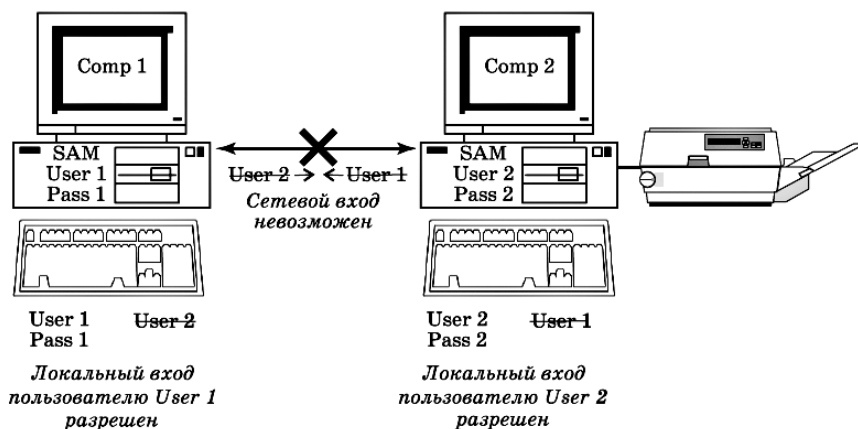 Comp 1
Comp 2
SAM
User 1
Pass 1
SAM
User 2
Pass 2
User 2
User 1
Сетевой вход
невозможен
User 1
User 2
Pass 1
User 2
User 1
Pass 2
Локальный вход
пользователю User 1
разрешен
Локальный вход
пользователю User 2
разрешен